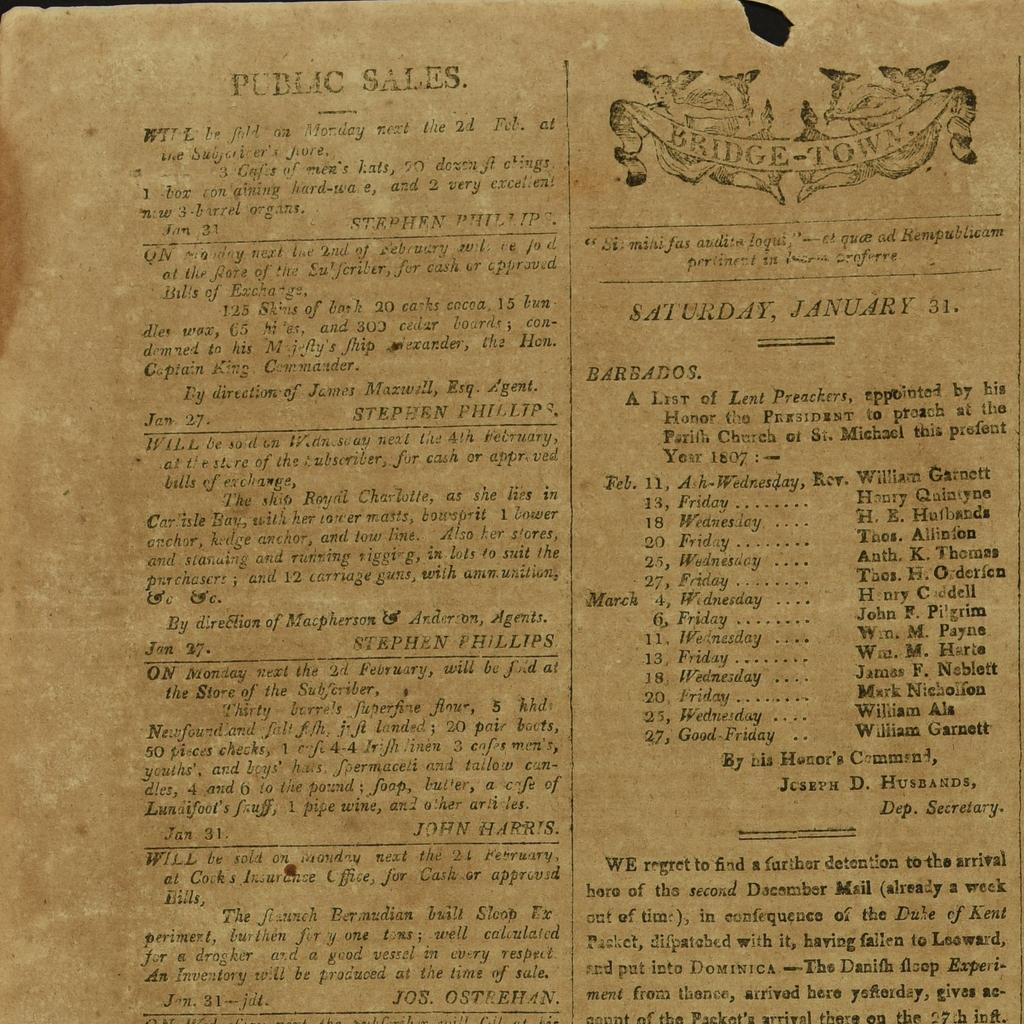 PUBLIC SALES.
WILL be ſold on Monday next the 2d Feb. at
the Subſcriber's ſtore,
3 Caſes of men's hats, 20 dozen
1 box containing hard-ware, and 2 very excellent
new 3-barrel organs.
Jan 31 STEPHEN PHILLIPS.
ON Monday next the 2nd of February will be ſold
at the ſtore of the Subſcriber, for cash or approved
Bills of Exchange,
125 Skins of bark 20 casks cocoa, 15 bun-
dles wax, 65 hides, and 300 cedar boards; con-
demned to his Majeſty's ſhip Alexander, the Hon.
Captain King Commander.
By direction of James Maxwell, Esq. Agent.
Jan. 27. STEPHEN PHILLIPS.
WILL be sold on Wednesday next the 4th February,
at the store of the subscriber, for cash or approved
bills of exchange,
The ship Royal Charlotte, as she lies in
Carlisle Bay, with her lower masts, bowsprit 1 bower
anchor, kedge anchor, and tow line. Also her stores,
and standing and running rigging, in lots to suit the
purchasers; and 12 carriage guns, with ammunition,
&c &c.
By direction of Macpherson & Anderson, Agents.
Jan 27. STEPHEN PHILLIPS
ON Monday next the 2d February, will be ſold at
the Store of the Subſcriber,
Thirty barrels ſuperfine flour, 5 hhds
Newfoundland ſalt fiſh, juſt landed; 20 pair boots,
50 pieces checks, 1 caſe 4-4 Iriſh linen 3 caſes men's,
youths', and boys' hats, ſpermaceti and tallow can-
dles, 4 and 6 to the pound; ſoap, butter, a caſe of
Lundifoot's ſnuff, 1 pipe wine, and other articles.
Jan 31. JOHN HARRIS.
WILL be sold on Monday next the 2d February,
at Cock's Insurance Office, for Cash or approved
Bills,
The ſtaunch Bermudian built Sloop Ex
periment, burthen forty one tons; well calculated
for a drogher and a good vessel in every respect.
An Inventory will be produced at the time of sale.
Jan. 31— JOS. OSTREHAN.
ON Wednesday next the subſcriber will ſell at his
BRIDGE-TOWN.
"Si mihi fas audita loqui,"—et quæ ad Rempublicam
pertinent in proferre
SATURDAY, JANUARY 31.
BARBADOS.
A LIST of Lent Preachers, appointed by his
Honor the PRESIDENT to preach at the
Pariſh Church of St. Michael this preſent
Year 1807 :—
Feb. 11, Aſh-Wednesday, Rev. William Garnett
13, Friday ........ Henry Quintyne
18 Wednesday .... H. E. Huſbands
20 Friday ........ Thos. Allinſon
25, Wednesday .... Anth. K. Thomas
27, Friday ........ Thos. H. Orderſon
March 4, Wednesday .... Henry Caddell
6, Friday ........ John F. Pilgrim
11, Wednesday .... Wm. M. Payne
13, Friday ........ Wm. M. Harte
18, Wednesday .... James F. Neblett
20, Friday ........ Mark Nicholſon
25, Wednesday .... William Als
27, Good-Friday .. William Garnett
By his Honor's Command,
JOSEPH D. HUSBANDS,
Dep. Secretary.
WE regret to find a further detention to the arrival
here of the second December Mail (already a week
out of time), in conſequence of the Duke of Kent
Packet, diſpatched with it, having fallen to Leeward,
and put into DOMINICA —The Daniſh ſloop Experi-
ment from thence, arrived here yeſterday, gives ac-
count of the Packet's arrival there on the 27th inſt.